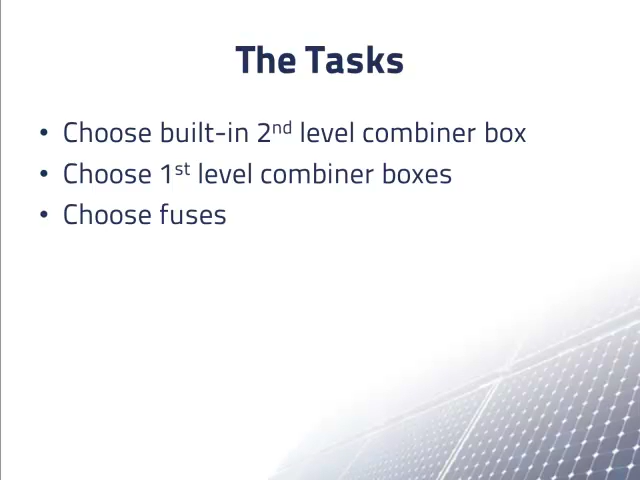 The Tasks
• Choose built-in 2nd level combiner box
• Choose 1st level combiner boxes
• Choose fuses